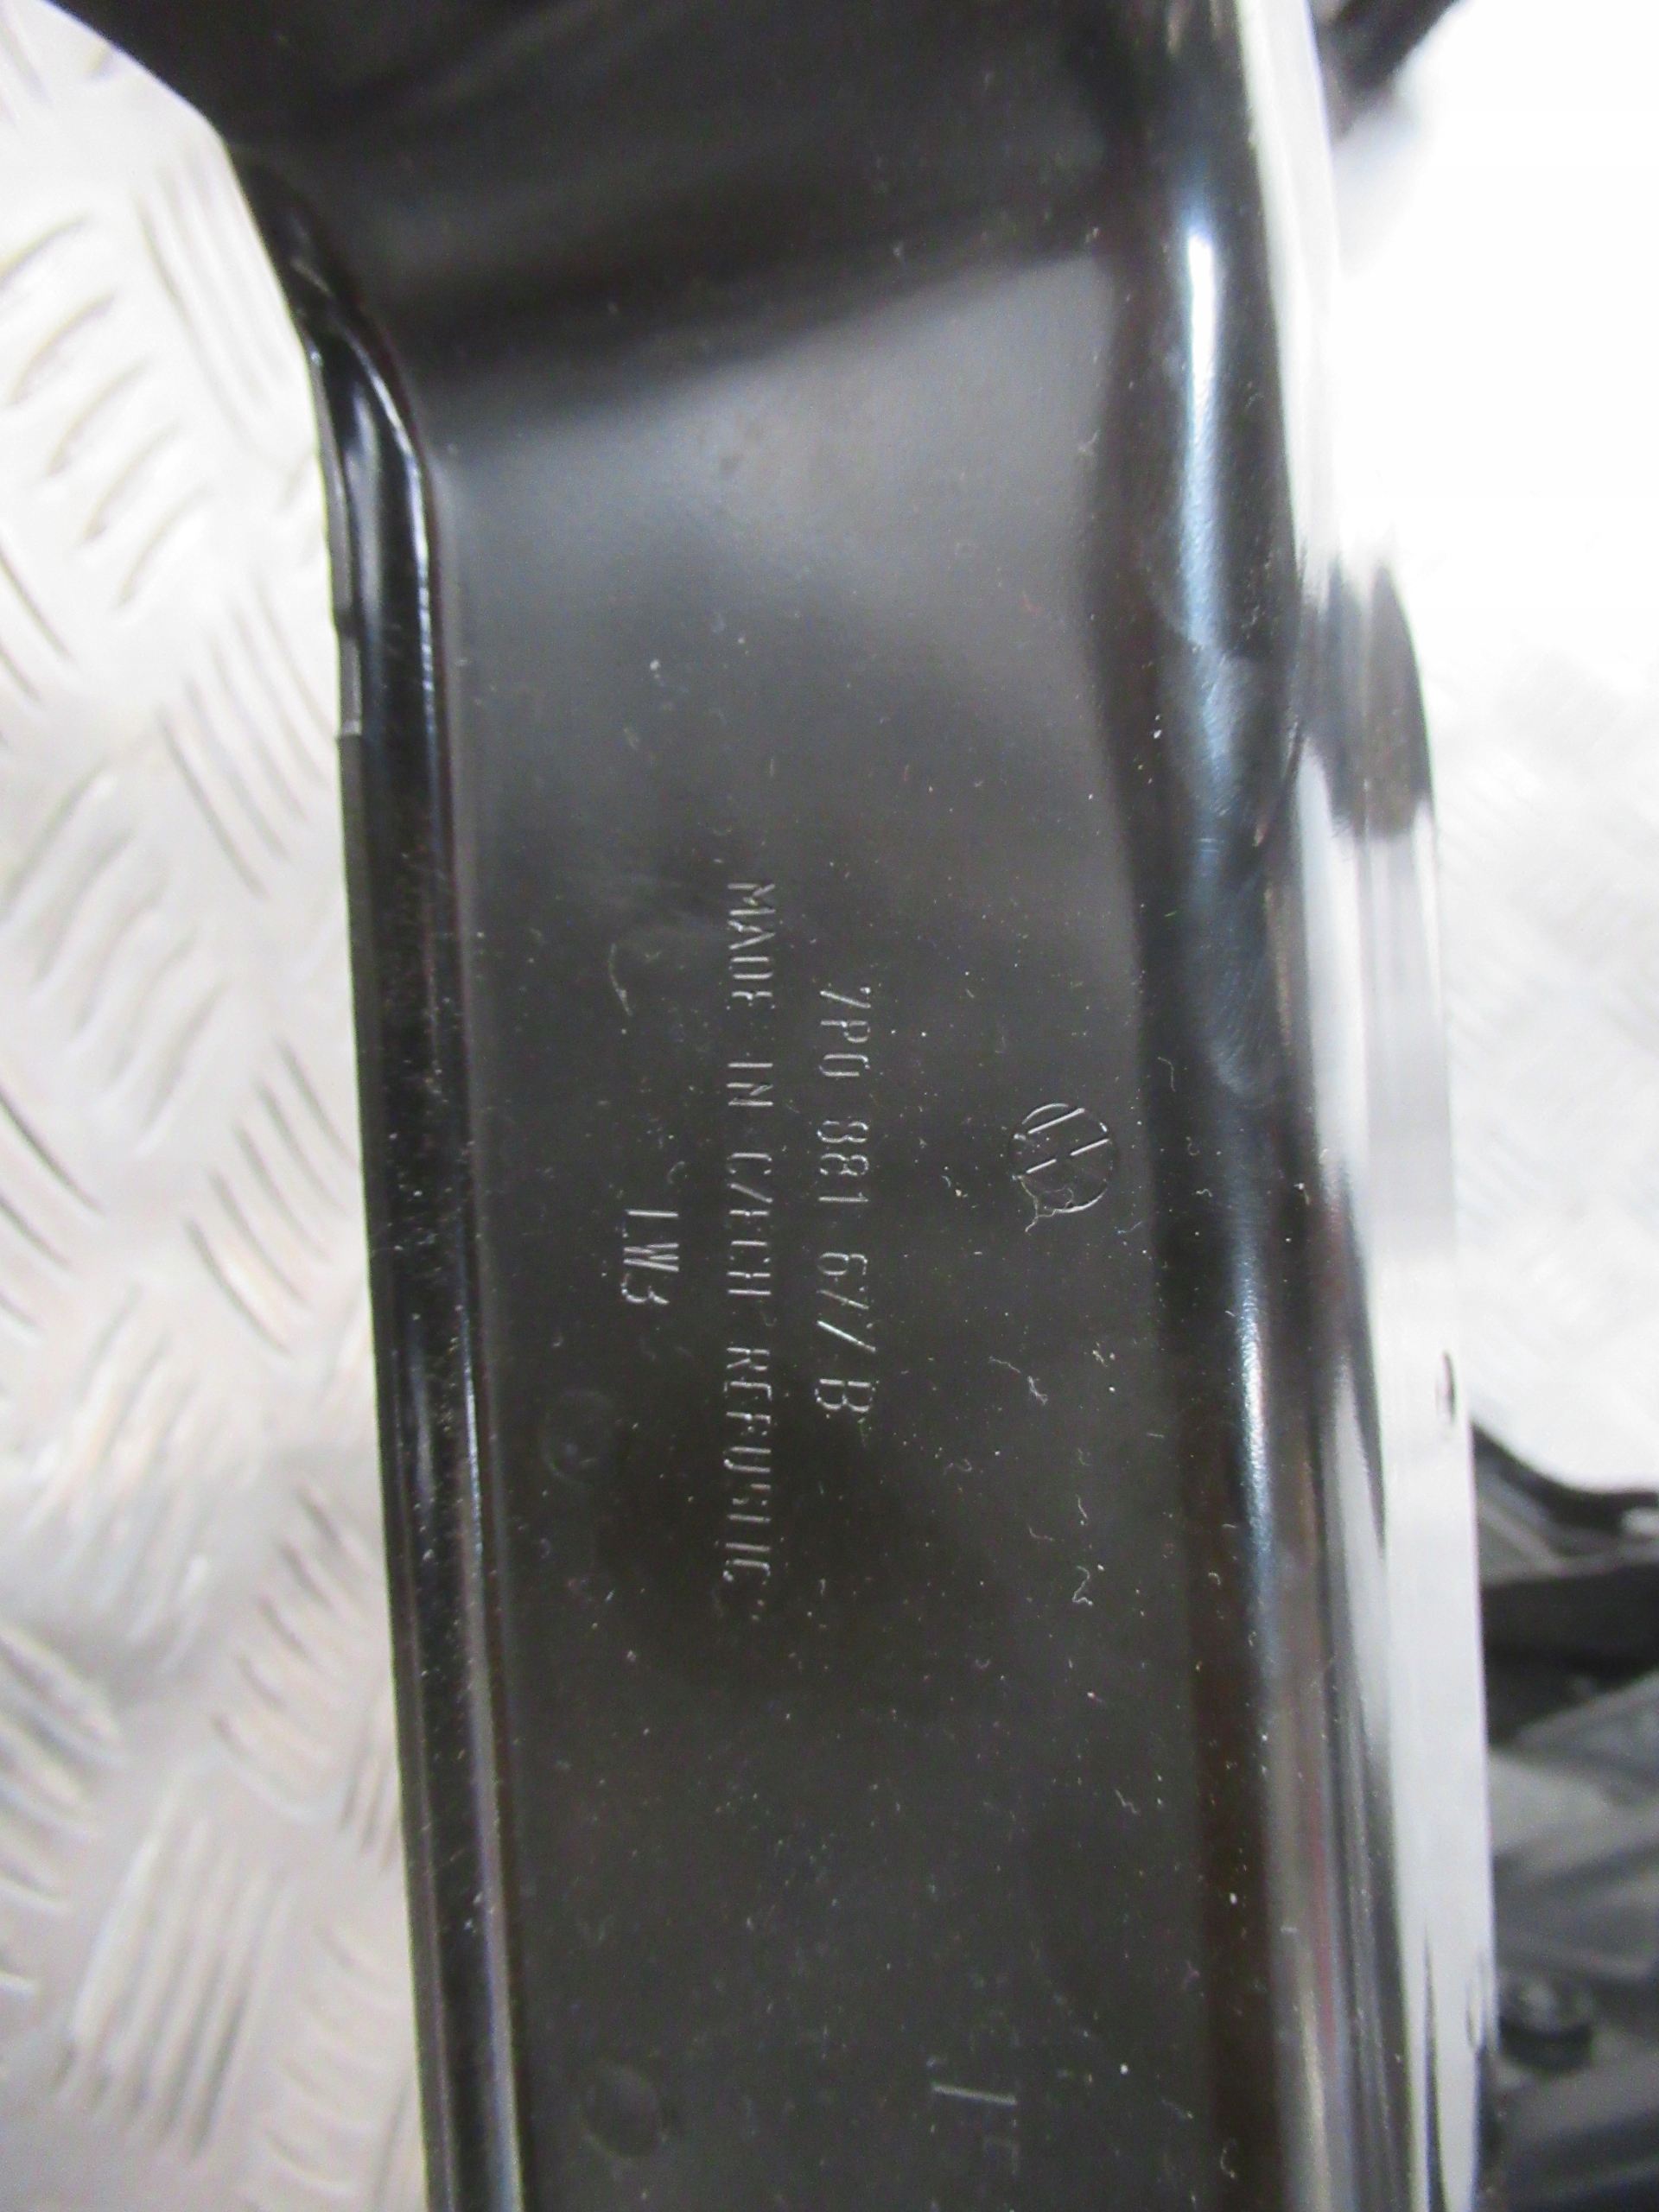 7P0 881 677 B
MADE IN CZECH REPUBLIC
LW3